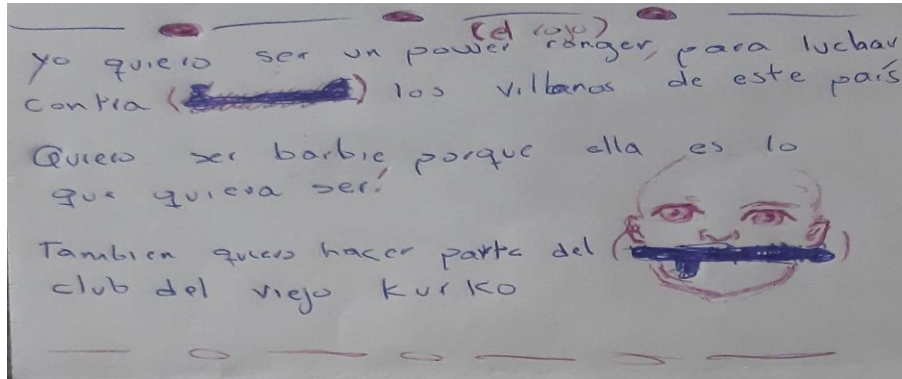 (el rojo)
yo quiero ser un power ranger, para luchar
contra ( ) los villanos de este país
Quiero ser barbie porque ella es lo
que quiera ser!
Tambien quiero hacer parte del ( )
club del viejo Kurko